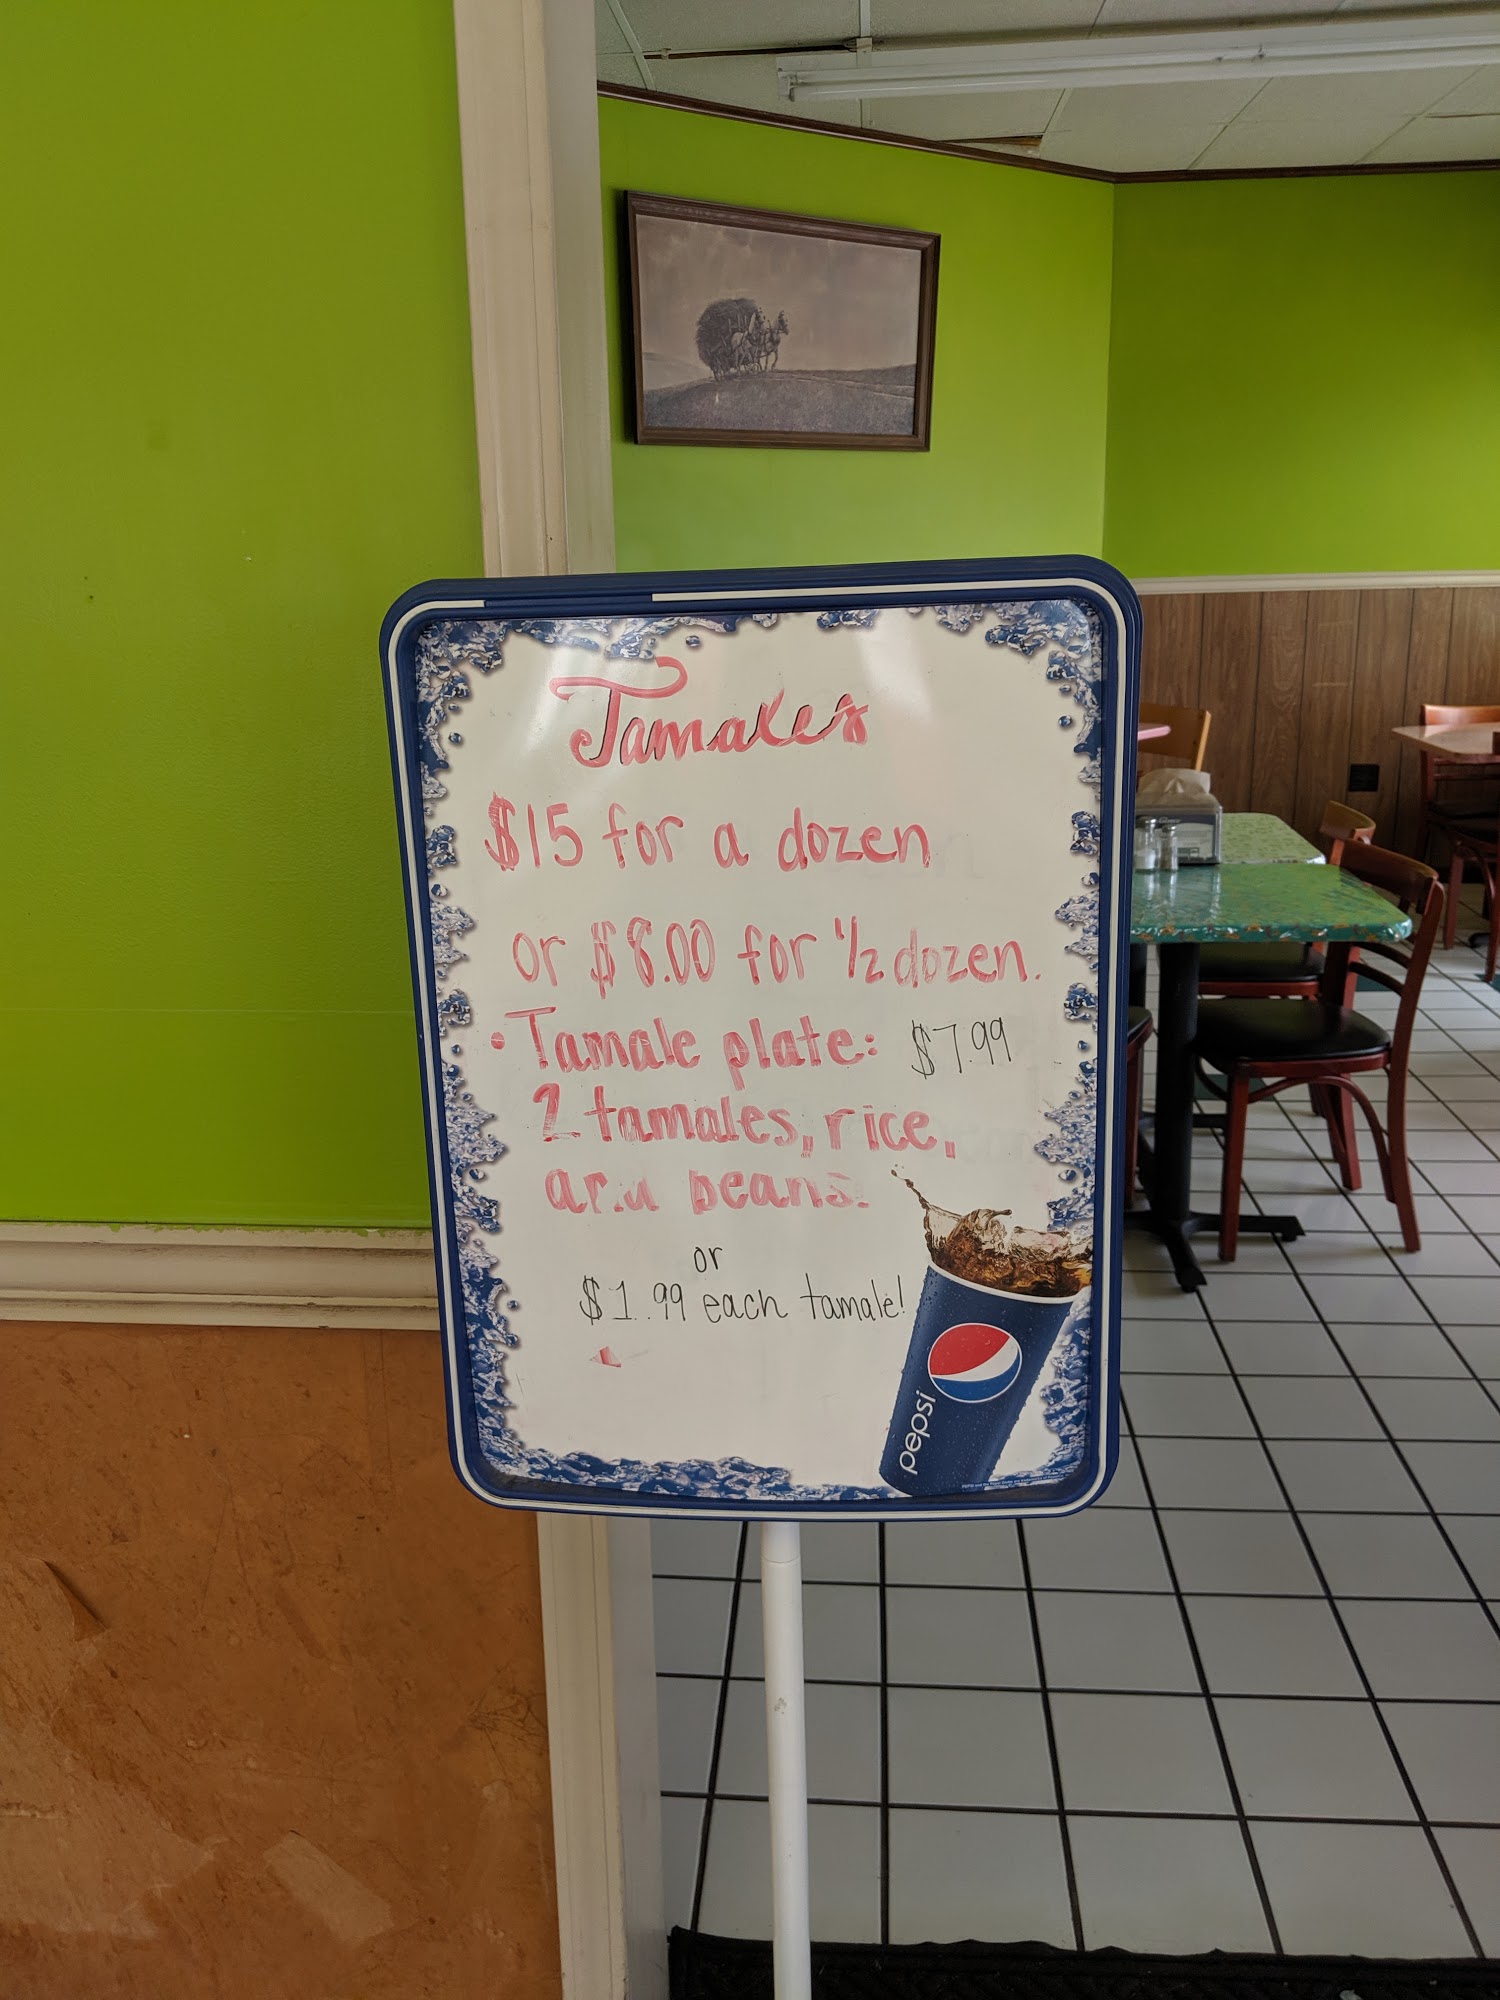 Tamales
$15 for a dozen
or $8.00 for 1/2 dozen.
• Tamale plate: $7.99
2 tamales, rice,
and beans.
or
$1.99 each tamale!
pepsi